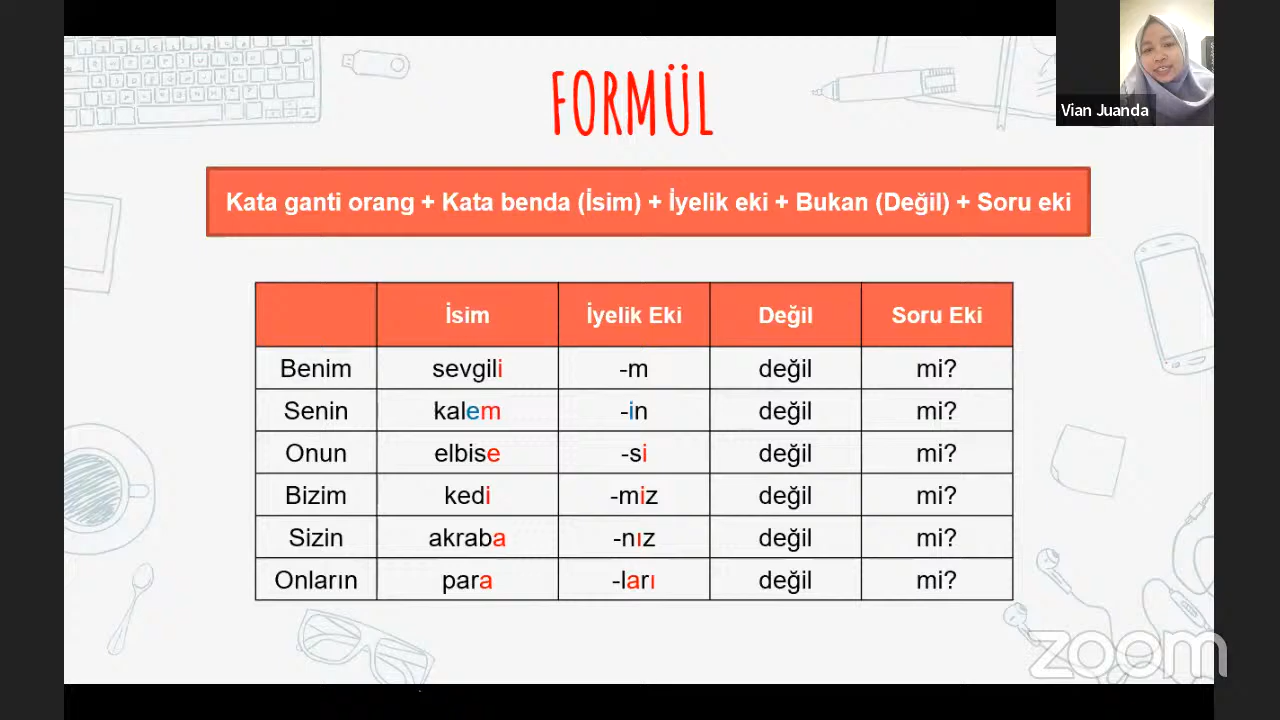 FORMÜL
Vian Juanda
Kata ganti orang + Kata benda (İsim) + İyelik eki + Bukan (Değil) + Soru eki
İsim İyelik Eki Değil Soru Eki
Benim sevgili -m değil mi?
Senin kalem -in değil mi?
Onun elbise -si değil mi?
Bizim kedi -miz değil mi?
Sizin akraba -nız değil mi?
Onların para -ları değil mi?
zoom